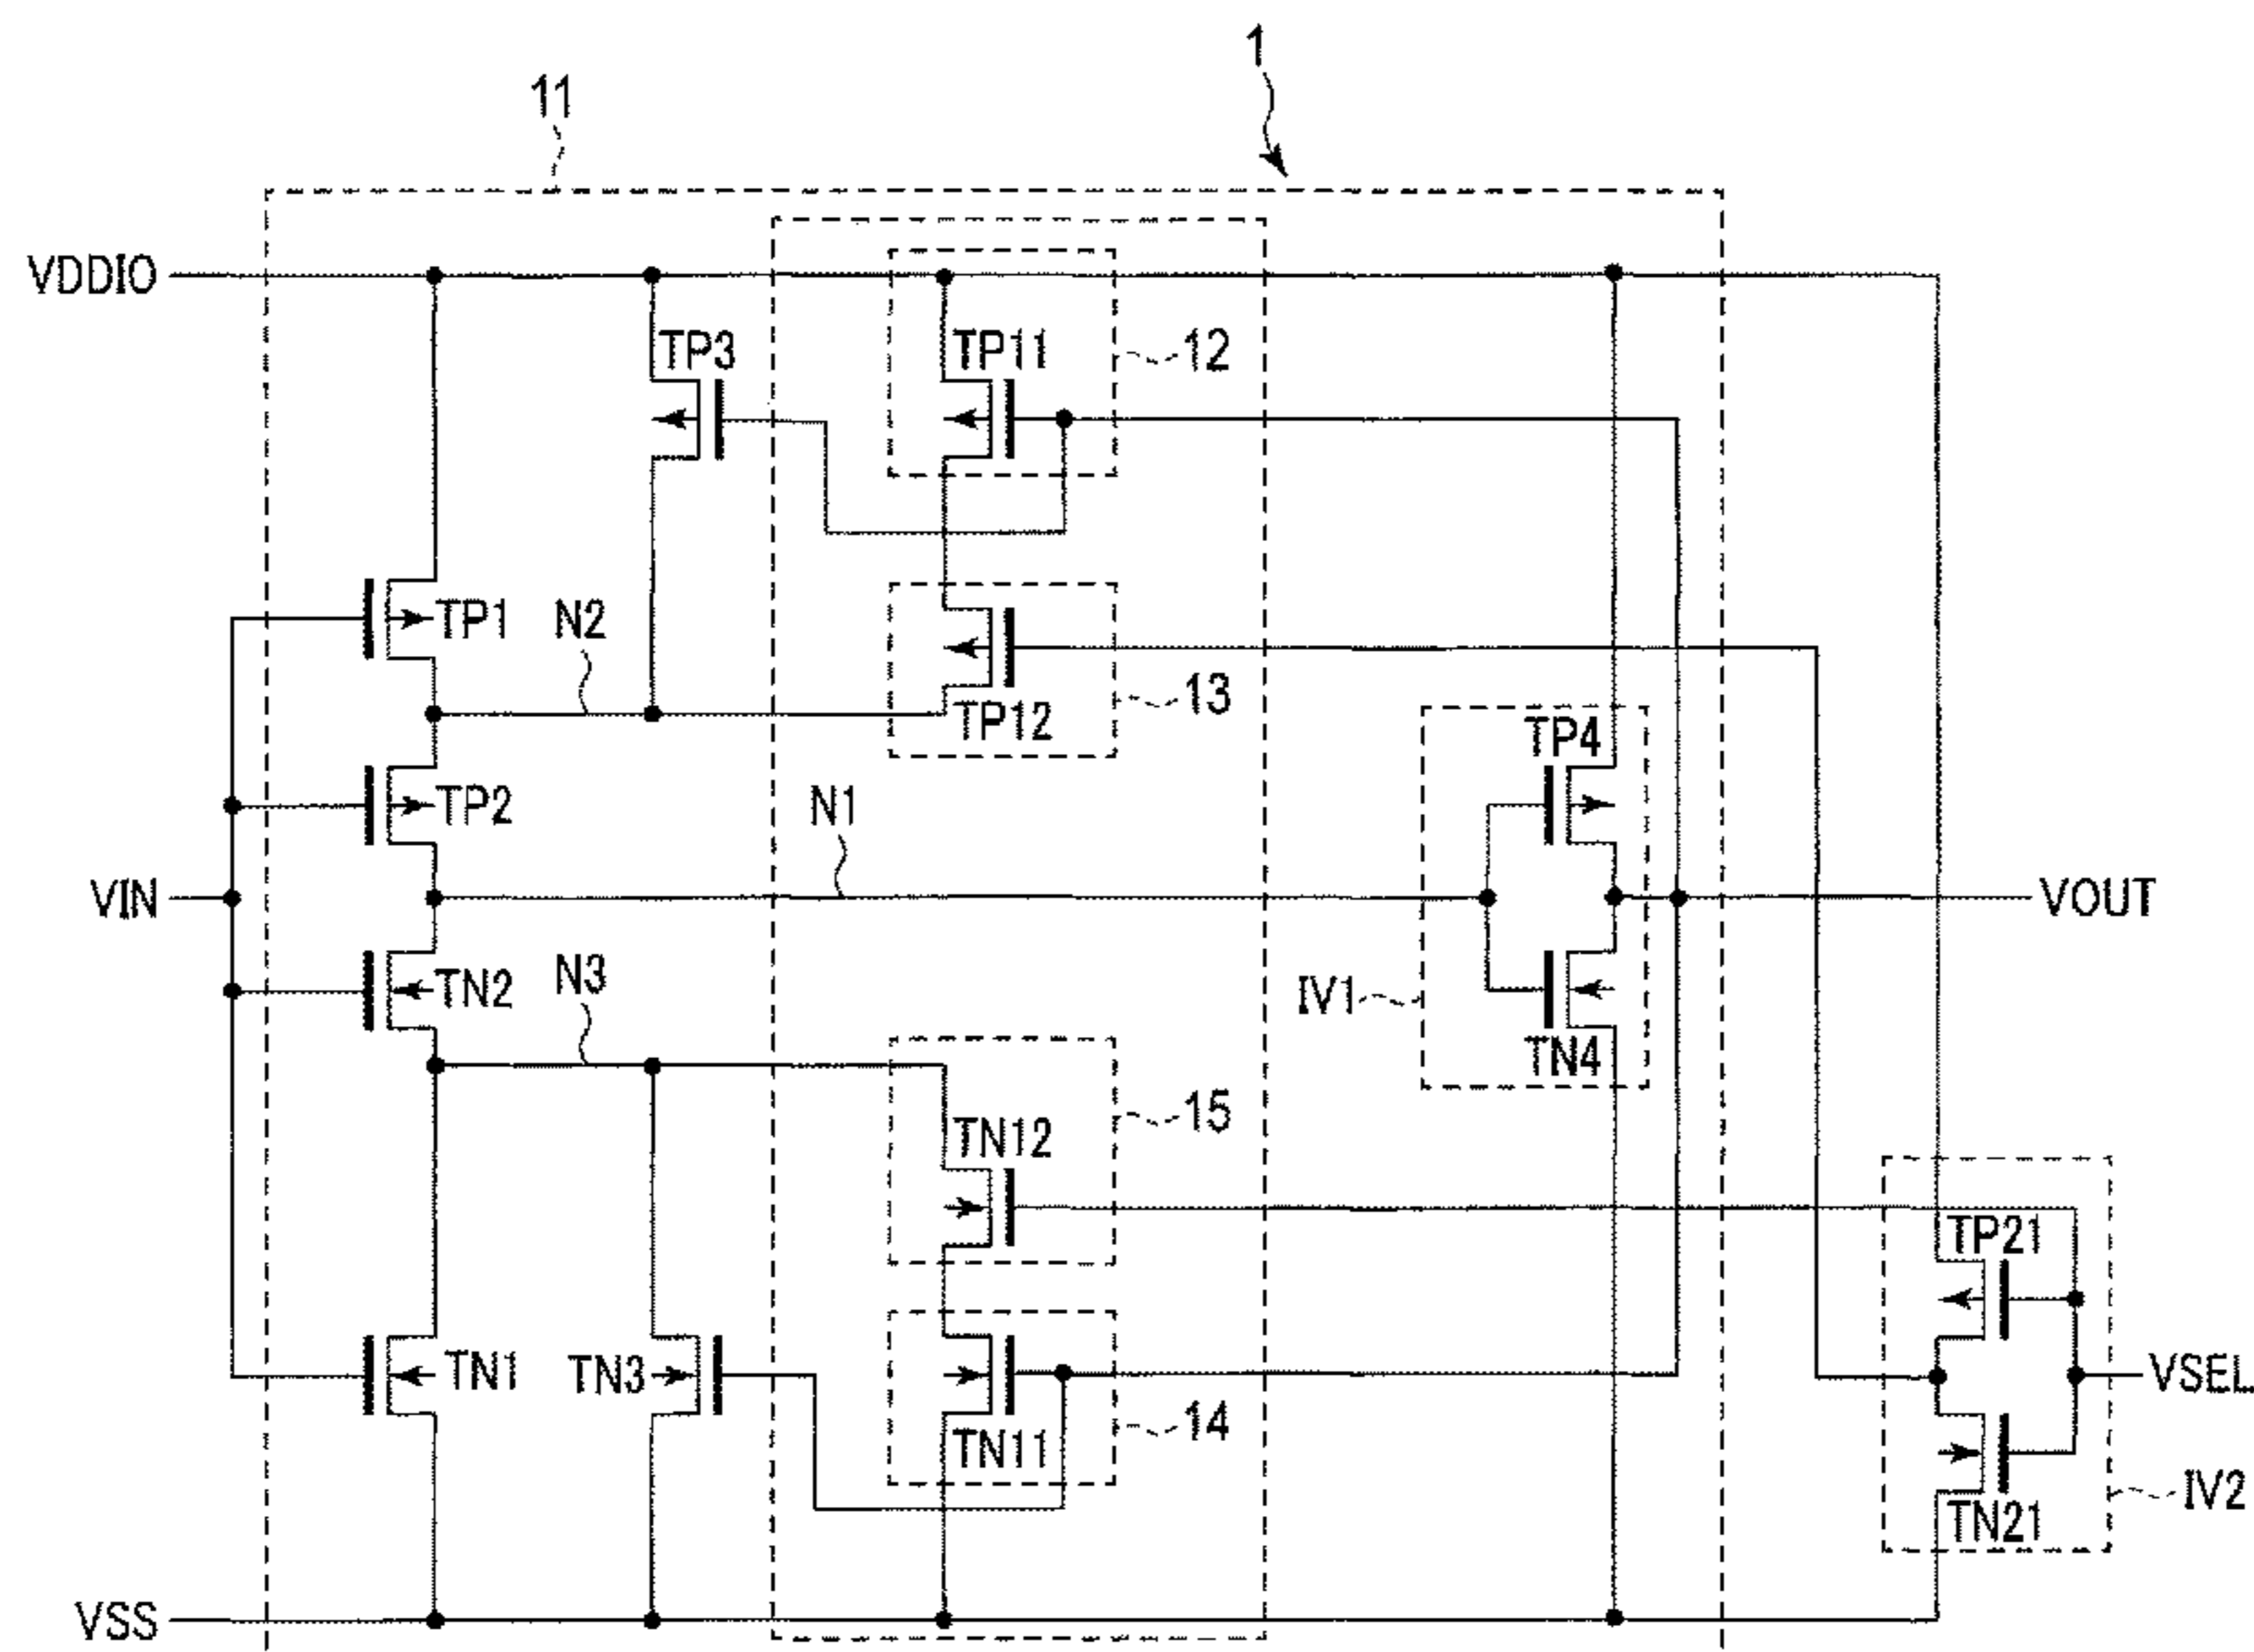 1
11
VDDIO
TP3
TP11
12
TP1
N2
TP12
13
TP4
TP2
N1
VIN
VOUT
TN2
N3
IV1
TN4
15
TN12
TP21
TN1
TN3
VSEL
14
TN11
IV2
TN21
VSS